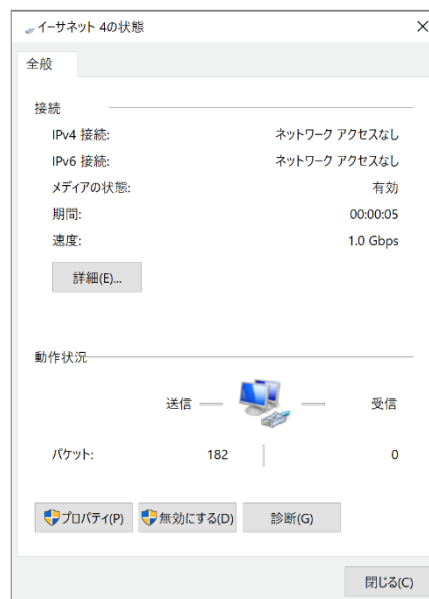 イーサネット 4の状態
全般
接続
IPv4 接続: ネットワーク アクセスなし
IPv6 接続: ネットワーク アクセスなし
メディアの状態: 有効
期間: 00:00:05
速度: 1.0 Gbps
詳細(E)...
動作状況
送信 受信
パケット: 182 0
プロパティ(P) 無効にする(D) 診断(G)
閉じる(C)